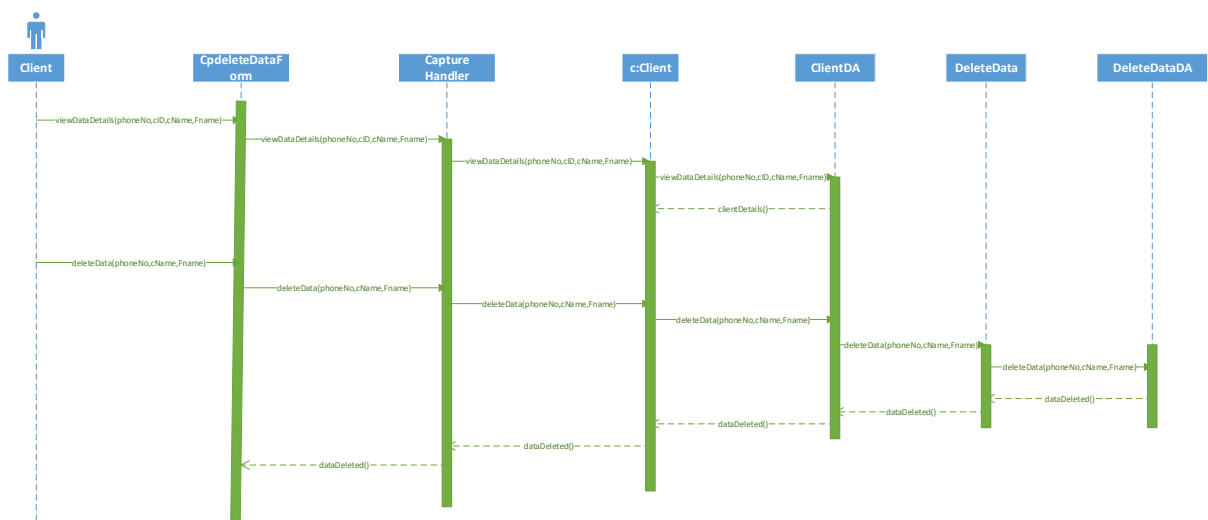 Client
CpdeleteDataF
orm
Capture
Handler
c:Client
ClientDA
DeleteData
DeleteDataDA
viewDataDetails(phoneNo,cID,cName,Fname)
viewDataDetails(phoneNo,cID,cName,Fname)
viewDataDetails(phoneNo,cID,cName,Fname)
viewDataDetails(phoneNo,cID,cName,Fname)
clientDetails()
deleteData(phoneNo,cName,Fname)
deleteData(phoneNo,cName,Fname)
deleteData(phoneNo,cName,Fname)
deleteData(phoneNo,cName,Fname)
deleteData(phoneNo,cName,Fname)
deleteData(phoneNo,cName,Fname)
dataDeleted()
dataDeleted()
dataDeleted()
dataDeleted()
dataDeleted()